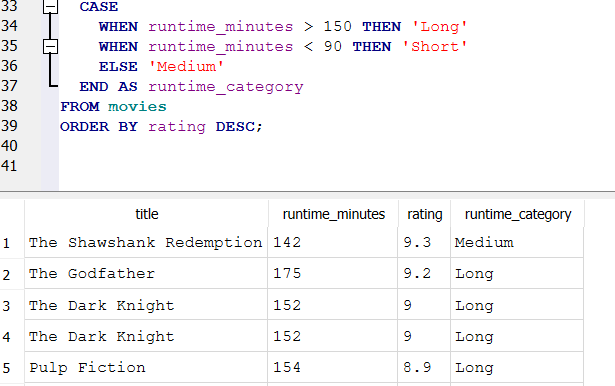 33 CASE
34 WHEN runtime_minutes > 150 THEN 'Long'
35 WHEN runtime_minutes < 90 THEN 'Short'
36 ELSE 'Medium'
37 END AS runtime_category
38 FROM movies
39 ORDER BY rating DESC;
40
41
title runtime_minutes rating runtime_category
1 The Shawshank Redemption 142 9.3 Medium
2 The Godfather 175 9.2 Long
3 The Dark Knight 152 9 Long
4 The Dark Knight 152 9 Long
5 Pulp Fiction 154 8.9 Long